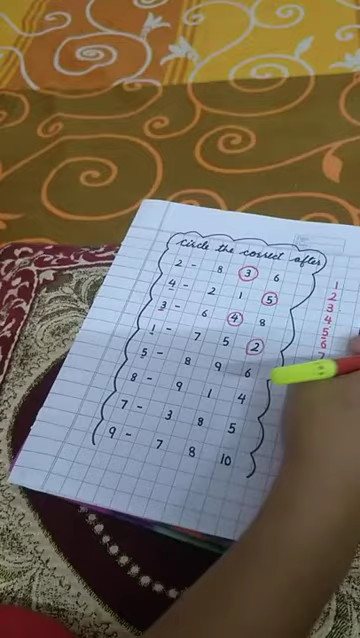 circle the correct after
2 - 8 3 6
4 - 2 1 5
3 - 6 4 8
1 - 7 5 2
5 - 8 9 6
8 - 9 1 4
7 - 3 8 5
9 - 7 8 10
1
2
3
4
5
6